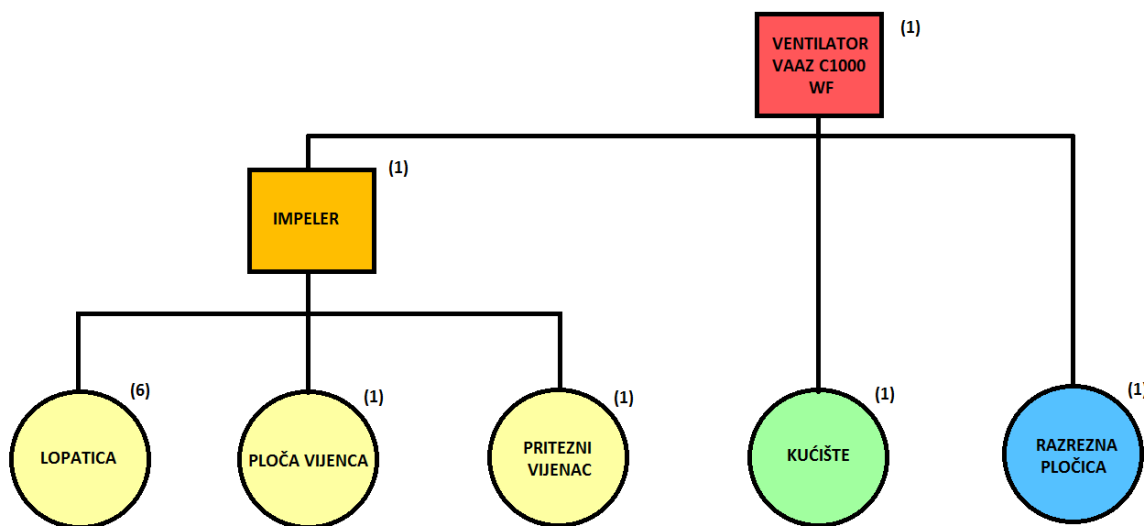 VENTILATOR
VAAZ C1000
WF
(1)
IMPELER
(1)
LOPATICA
(6)
PLOČA VIJENCA
(1)
PRITEZNI
VIJENAC
(1)
KUĆIŠTE
(1)
RAZREZNA
PLOČICA
(1)